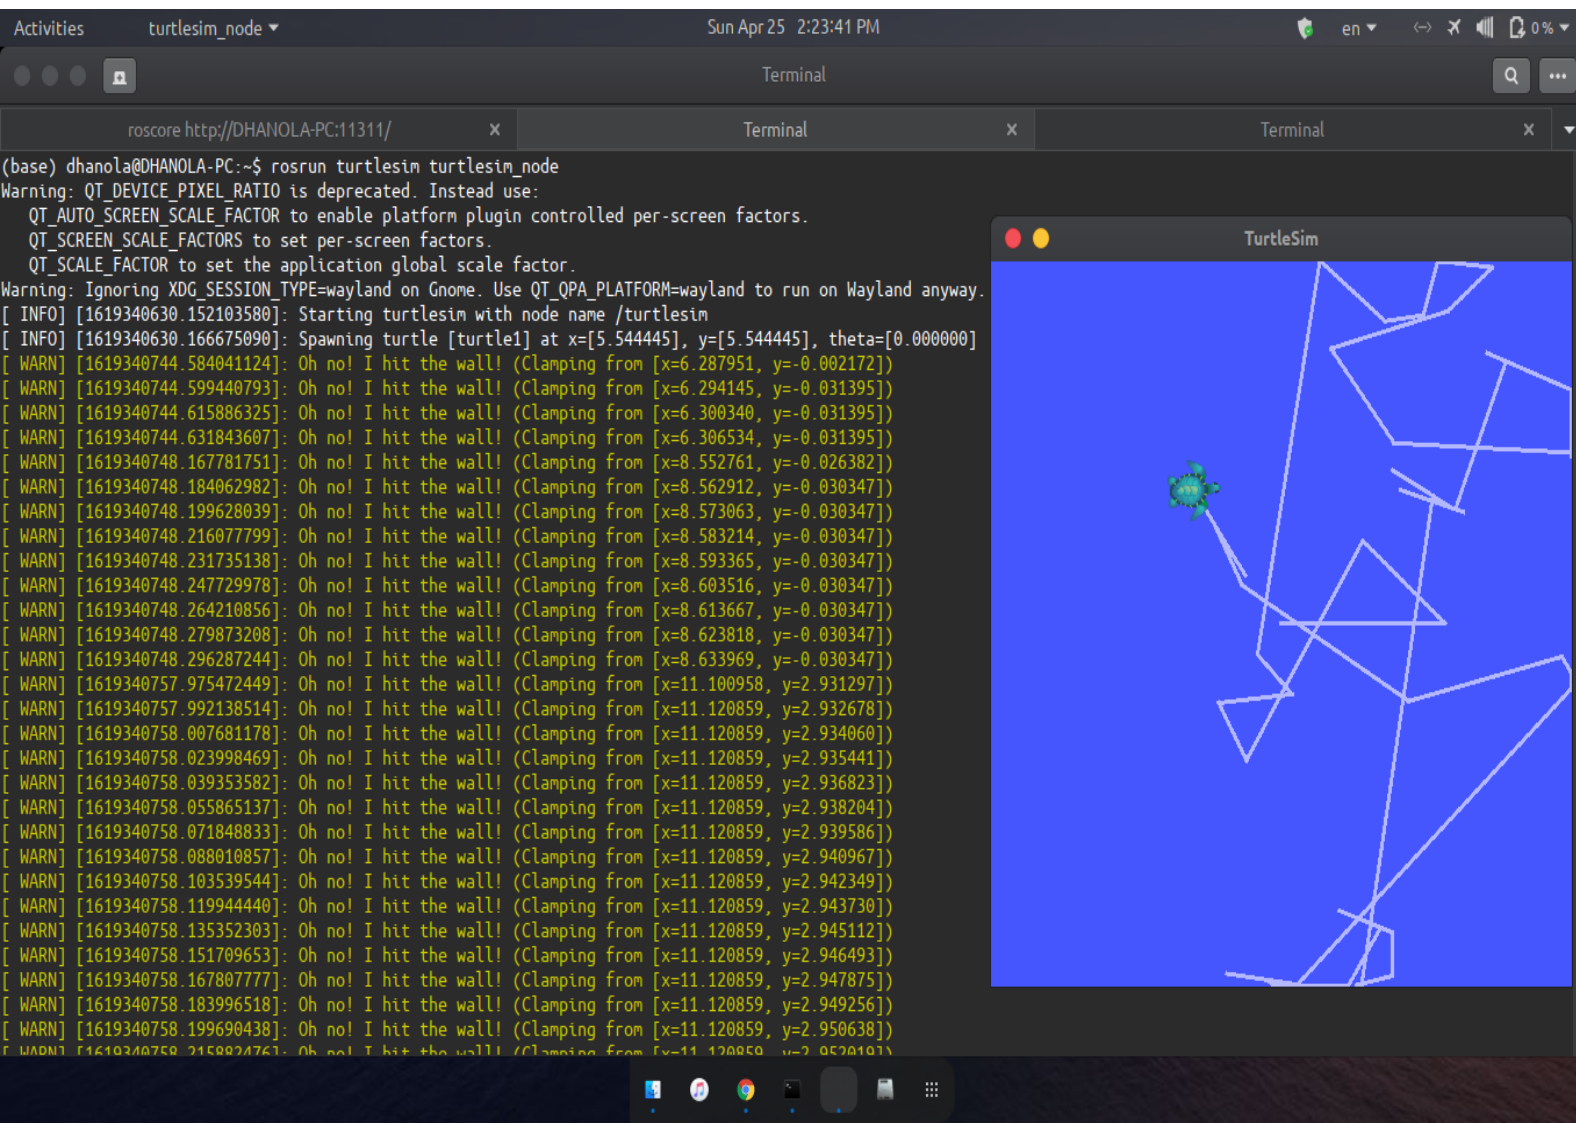 Activities turtlesim_node Sun Apr 25 2:23:41 PM en 0 %
Terminal
roscore http://DHANOLA-PC:11311/ Terminal Terminal
(base) dhanola@DHANOLA-PC:~$ rosrun turtlesim turtlesim_node
Warning: QT_DEVICE_PIXEL_RATIO is deprecated. Instead use:
QT_AUTO_SCREEN_SCALE_FACTOR to enable platform plugin controlled per-screen factors.
QT_SCREEN_SCALE_FACTORS to set per-screen factors.
QT_SCALE_FACTOR to set the application global scale factor.
Warning: Ignoring XDG_SESSION_TYPE=wayland on Gnome. Use QT_QPA_PLATFORM=wayland to run on Wayland anyway.
[ INFO] [1619340630.152103580]: Starting turtlesim with node name /turtlesim
[ INFO] [1619340630.166675090]: Spawning turtle [turtle1] at x=[5.544445], y=[5.544445], theta=[0.000000]
[ WARN] [1619340744.584041124]: Oh no! I hit the wall! (Clamping from [x=6.287951, y=-0.002172])
[ WARN] [1619340744.599440793]: Oh no! I hit the wall! (Clamping from [x=6.294145, y=-0.031395])
[ WARN] [1619340744.615886325]: Oh no! I hit the wall! (Clamping from [x=6.300340, y=-0.031395])
[ WARN] [1619340744.631843607]: Oh no! I hit the wall! (Clamping from [x=6.306534, y=-0.031395])
[ WARN] [1619340748.167781751]: Oh no! I hit the wall! (Clamping from [x=8.552761, y=-0.026382])
[ WARN] [1619340748.184062982]: Oh no! I hit the wall! (Clamping from [x=8.562912, y=-0.030347])
[ WARN] [1619340748.199628039]: Oh no! I hit the wall! (Clamping from [x=8.573063, y=-0.030347])
[ WARN] [1619340748.216077799]: Oh no! I hit the wall! (Clamping from [x=8.583214, y=-0.030347])
[ WARN] [1619340748.231735138]: Oh no! I hit the wall! (Clamping from [x=8.593365, y=-0.030347])
[ WARN] [1619340748.247729978]: Oh no! I hit the wall! (Clamping from [x=8.603516, y=-0.030347])
[ WARN] [1619340748.264210856]: Oh no! I hit the wall! (Clamping from [x=8.613667, y=-0.030347])
[ WARN] [1619340748.279873208]: Oh no! I hit the wall! (Clamping from [x=8.623818, y=-0.030347])
[ WARN] [1619340748.296287244]: Oh no! I hit the wall! (Clamping from [x=8.633969, y=-0.030347])
[ WARN] [1619340757.975472449]: Oh no! I hit the wall! (Clamping from [x=11.100958, y=2.931297])
[ WARN] [1619340757.992138514]: Oh no! I hit the wall! (Clamping from [x=11.120859, y=2.932678])
[ WARN] [1619340758.007681178]: Oh no! I hit the wall! (Clamping from [x=11.120859, y=2.934060])
[ WARN] [1619340758.023998469]: Oh no! I hit the wall! (Clamping from [x=11.120859, y=2.935441])
[ WARN] [1619340758.039353582]: Oh no! I hit the wall! (Clamping from [x=11.120859, y=2.936823])
[ WARN] [1619340758.055865137]: Oh no! I hit the wall! (Clamping from [x=11.120859, y=2.938204])
[ WARN] [1619340758.071848833]: Oh no! I hit the wall! (Clamping from [x=11.120859, y=2.939586])
[ WARN] [1619340758.088010857]: Oh no! I hit the wall! (Clamping from [x=11.120859, y=2.940967])
[ WARN] [1619340758.103539544]: Oh no! I hit the wall! (Clamping from [x=11.120859, y=2.942349])
[ WARN] [1619340758.119944440]: Oh no! I hit the wall! (Clamping from [x=11.120859, y=2.943730])
[ WARN] [1619340758.135352303]: Oh no! I hit the wall! (Clamping from [x=11.120859, y=2.945112])
[ WARN] [1619340758.151709653]: Oh no! I hit the wall! (Clamping from [x=11.120859, y=2.946493])
[ WARN] [1619340758.167807777]: Oh no! I hit the wall! (Clamping from [x=11.120859, y=2.947875])
[ WARN] [1619340758.183996518]: Oh no! I hit the wall! (Clamping from [x=11.120859, y=2.949256])
[ WARN] [1619340758.199690438]: Oh no! I hit the wall! (Clamping from [x=11.120859, y=2.950638])
[ WARN] [1619340758.215882476]: Oh no! I hit the wall! (Clamping from [x=11.120859, y=2.952019])
TurtleSim